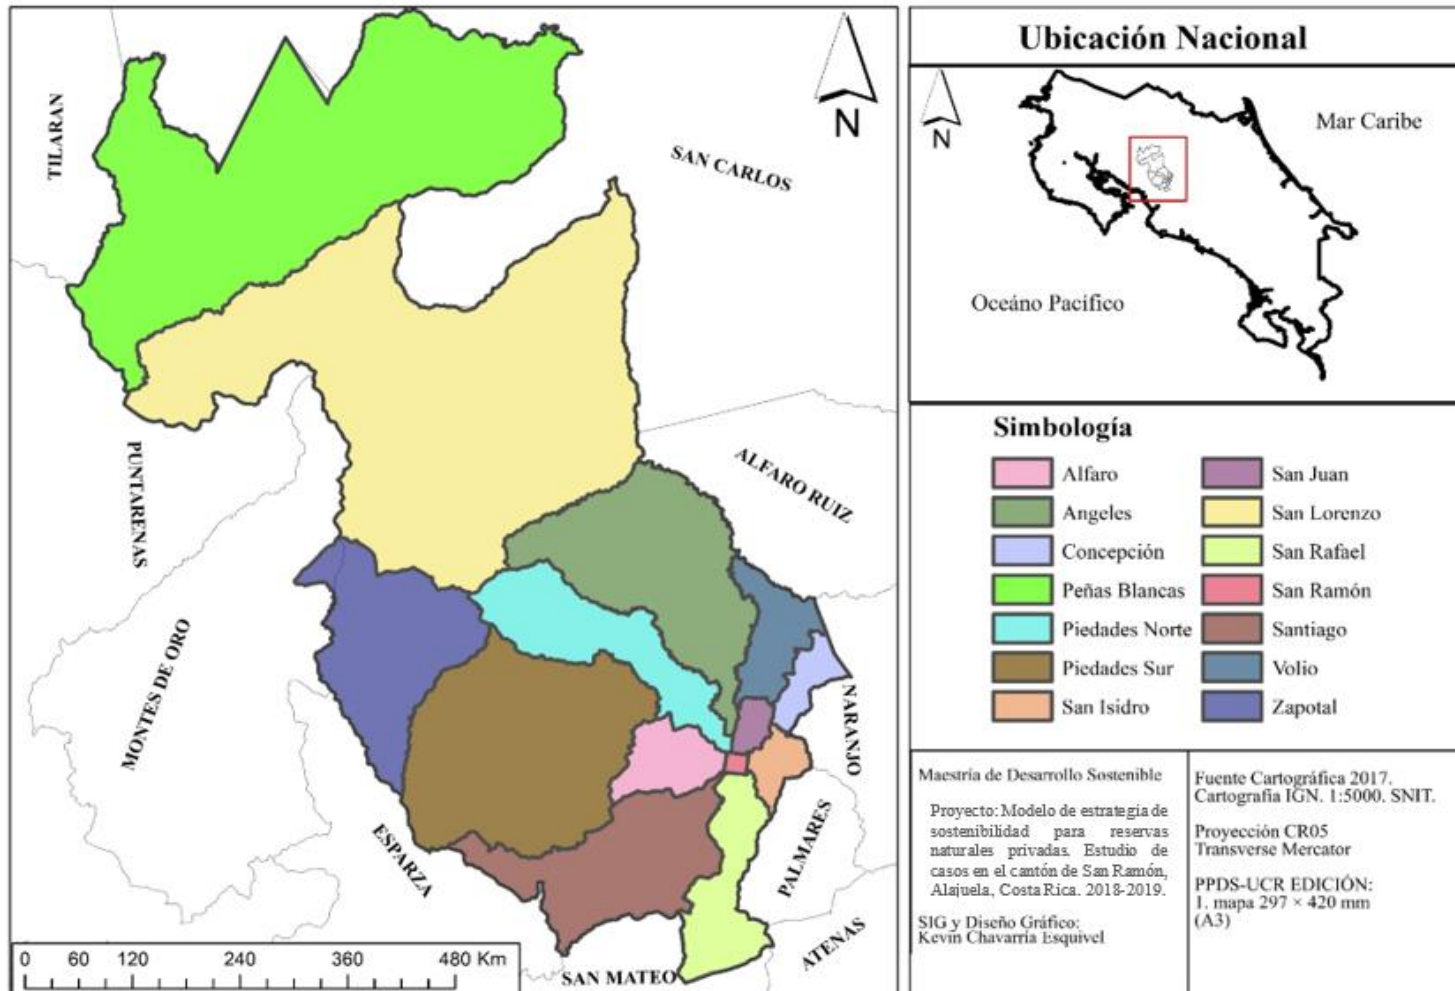 TILARAN
SAN CARLOS
N
PUNTARENAS
ALFARO RUIZ
MONTES DE ORO
NARANJO
ESPARZA
PALMARES
ATENAS
SAN MATEO
0 60 120 240 360 480 Km
Ubicación Nacional
N
Mar Caribe
Oceáno Pacífico
Simbología
Alfaro
Angeles
Concepción
Peñas Blancas
Piedades Norte
Piedades Sur
San Isidro
San Juan
San Lorenzo
San Rafael
San Ramón
Santiago
Volio
Zapotal
Maestría de Desarrollo Sostenible
Proyecto: Modelo de estrategia de
sostenibilidad para reservas
naturales privadas. Estudio de
casos en el cantón de San Ramón,
Alajuela, Costa Rica. 2018-2019.
SIG y Diseño Gráfico:
Kevin Chavarría Esquivel
Fuente Cartográfica 2017.
Cartografía IGN. 1:5000. SNIT.
Proyección CR05
Transverse Mercator
PPDS-UCR EDICIÓN:
1. mapa 297 × 420 mm
(A3)